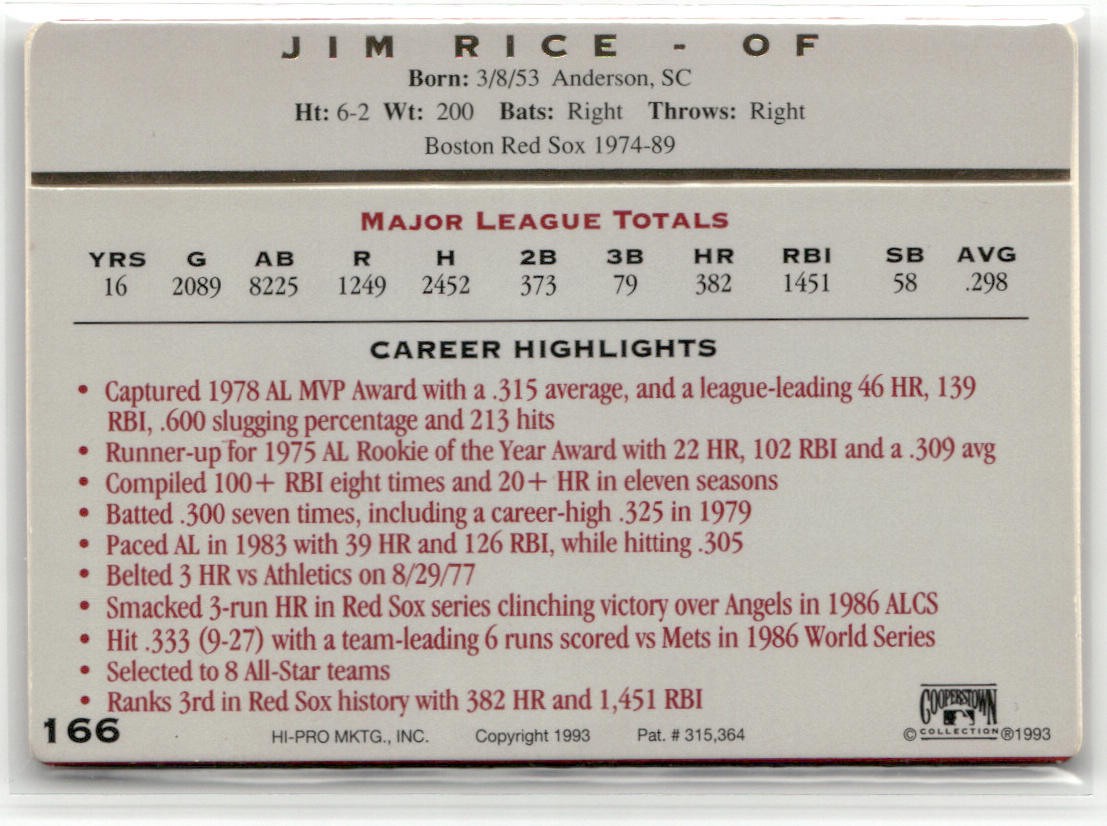 JIM RICE - OF
Born: 3/8/53 Anderson, SC
Ht: 6-2 Wt: 200 Bats: Right Throws: Right
Boston Red Sox 1974-89
MAJOR LEAGUE TOTALS
YRS G AB R H 2B 3B HR RBI SB AVG
16 2089 8225 1249 2452 373 79 382 1451 58 .298
CAREER HIGHLIGHTS
• Captured 1978 AL MVP Award with a .315 average, and a league-leading 46 HR, 139
RBI, .600 slugging percentage and 213 hits
• Runner-up for 1975 AL Rookie of the Year Award with 22 HR, 102 RBI and a .309 avg
• Compiled 100+ RBI eight times and 20+ HR in eleven seasons
• Batted .300 seven times, including a career-high .325 in 1979
• Paced AL in 1983 with 39 HR and 126 RBI, while hitting .305
• Belted 3 HR vs Athletics on 8/29/77
• Smacked 3-run HR in Red Sox series clinching victory over Angels in 1986 ALCS
• Hit .333 (9-27) with a team-leading 6 runs scored vs Mets in 1986 World Series
• Selected to 8 All-Star teams
• Ranks 3rd in Red Sox history with 382 HR and 1,451 RBI
166
HI-PRO MKTG., INC. Copyright 1993 Pat. # 315,364
COOPERSTOWN
© COLLECTION ®1993